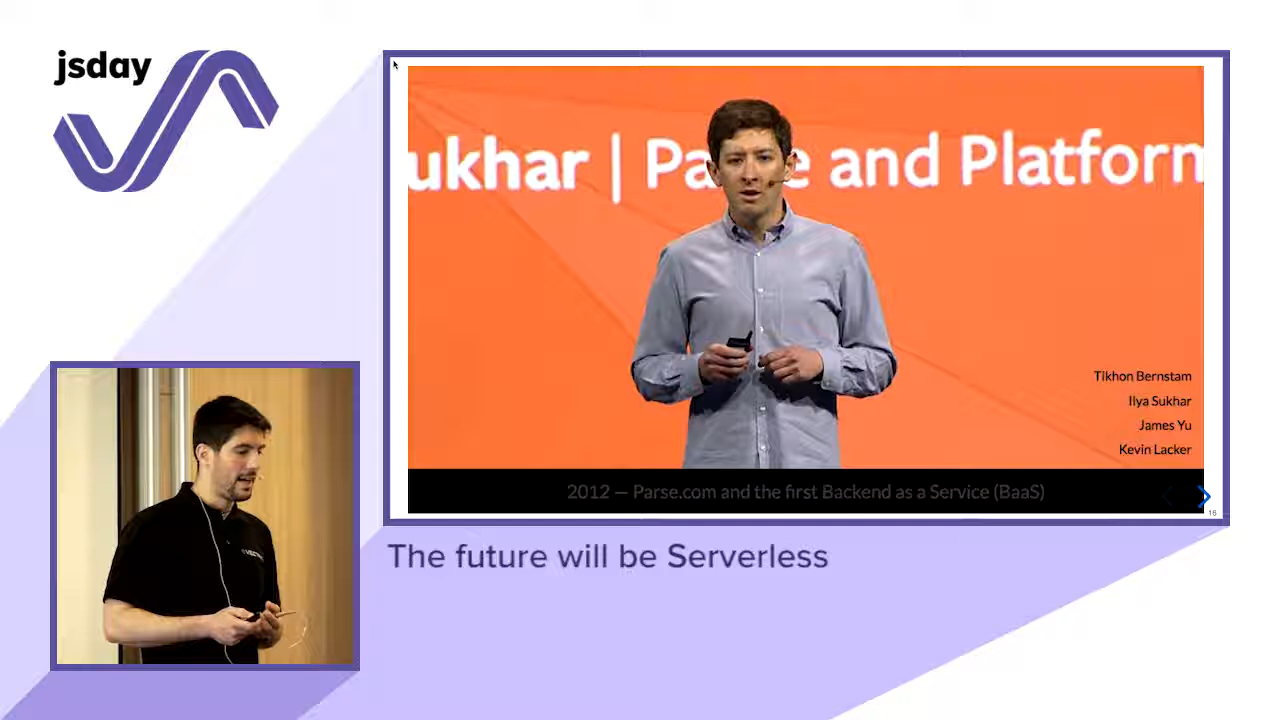 jsday
ukhar | Pa e and Platform
Tikhon Bernstam
Ilya Sukhar
James Yu
Kevin Lacker
2012 — Parse.com and the first Backend as a Service (BaaS)
16
The future will be Serverless